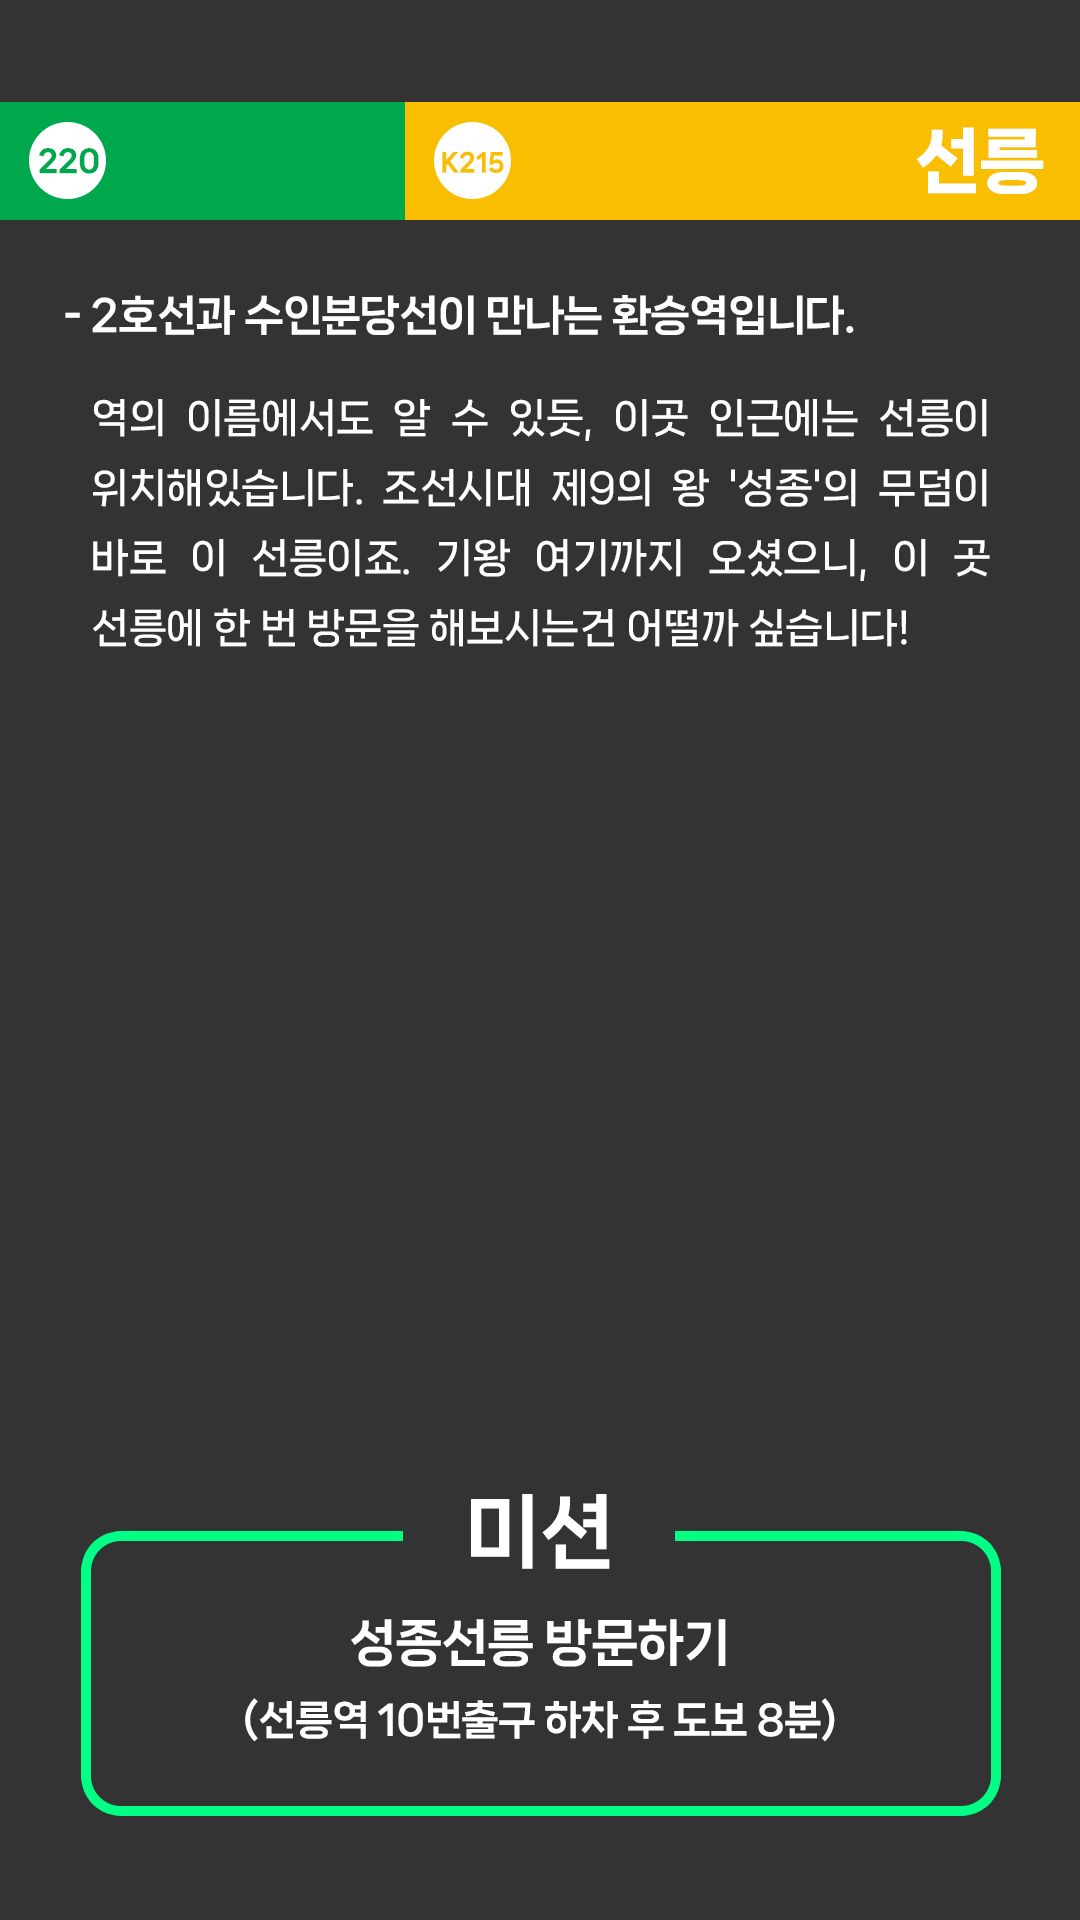 220
K215
선릉
- 2호선과 수인분당선이 만나는 환승역입니다.
역의 이름에서도 알 수 있듯, 이곳 인근에는 선릉이
위치해있습니다. 조선시대 제9의 왕 '성종'의 무덤이
바로 이 선릉이죠. 기왕 여기까지 오셨으니, 이 곳
선릉에 한 번 방문을 해보시는건 어떨까 싶습니다!
미션
성종선릉 방문하기
(선릉역 10번출구 하차 후 도보 8분)